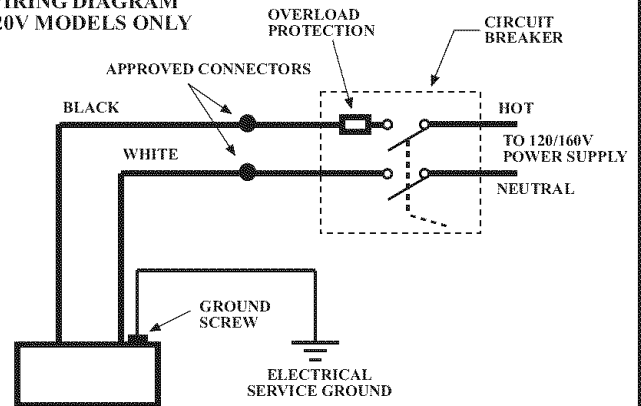 WIRING DIAGRAM
20V MODELS ONLY
OVERLOAD
PROTECTION
CIRCUIT
BREAKER
APPROVED CONNECTORS
BLACK
HOT
TO 120/160V
POWER SUPPLY
WHITE
NEUTRAL
GROUND
SCREW
ELECTRICAL
SERVICE GROUND